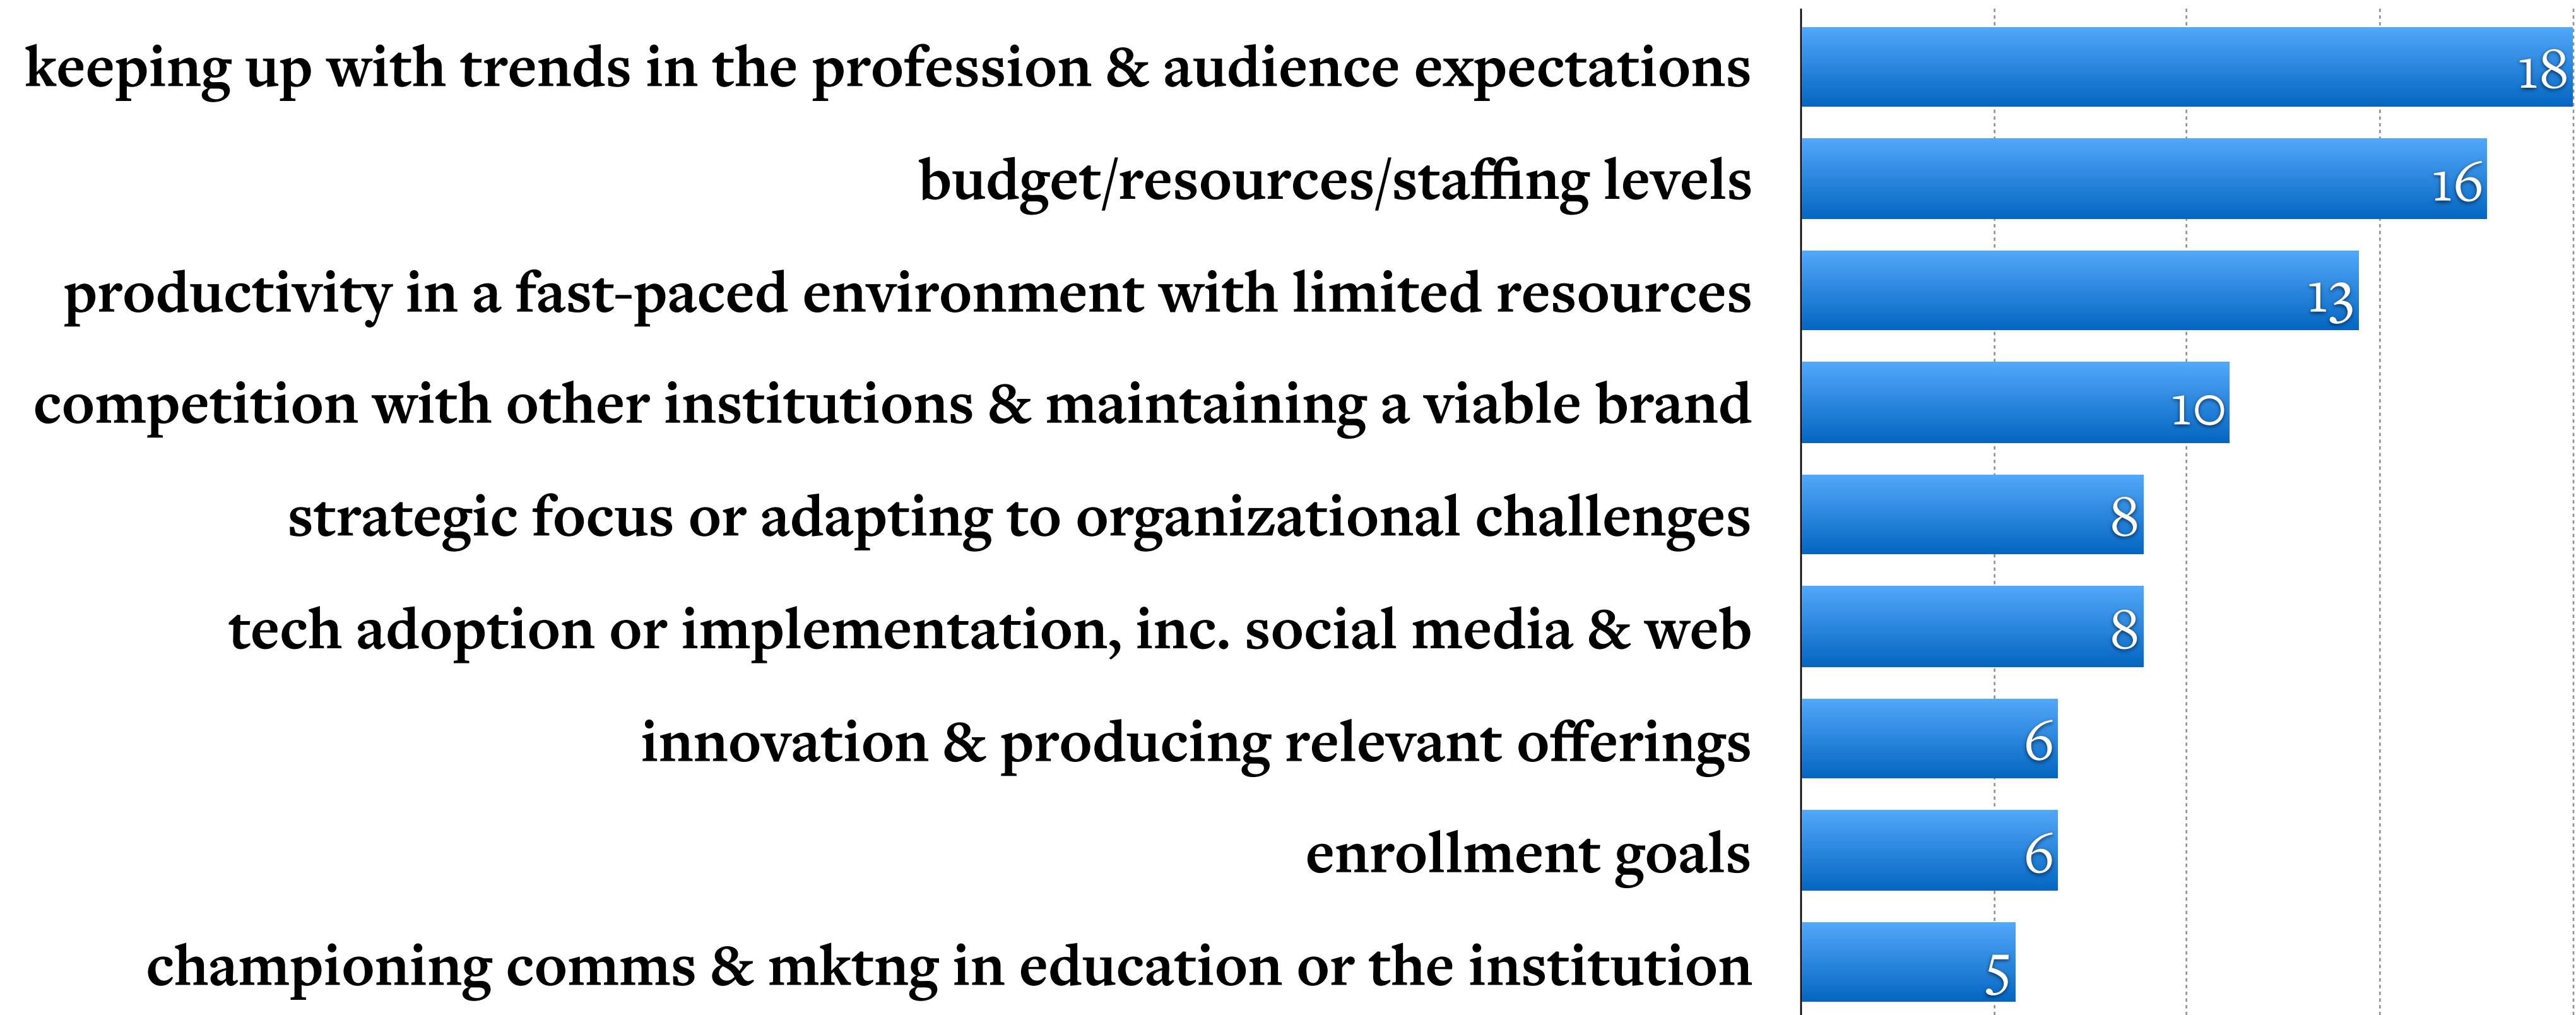 keeping up with trends in the profession & audience expectations 18
budget/resources/staffing levels 16
productivity in a fast-paced environment with limited resources 13
competition with other institutions & maintaining a viable brand 10
strategic focus or adapting to organizational challenges 8
tech adoption or implementation, inc. social media & web 8
innovation & producing relevant offerings 6
enrollment goals 6
championing comms & mktng in education or the institution 5